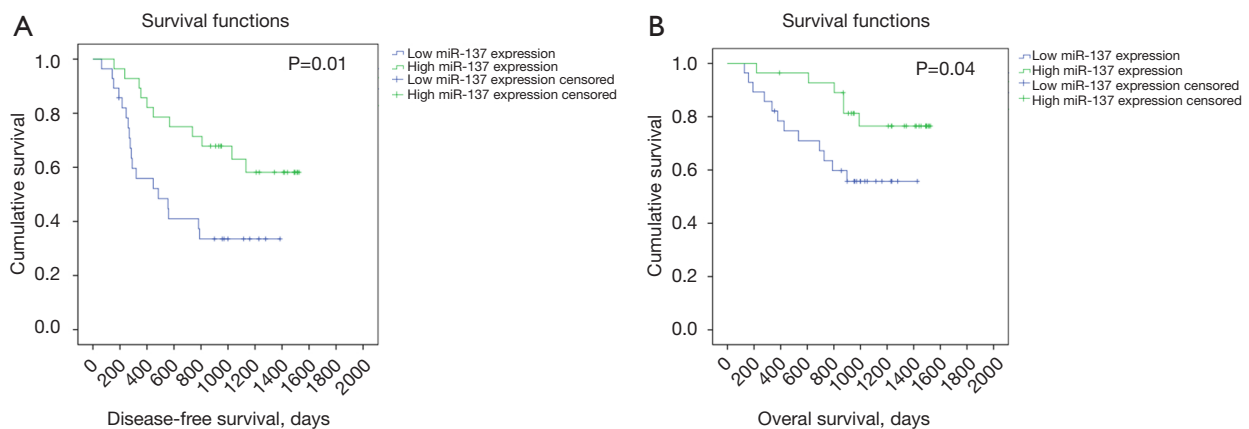 A
Survival functions
P=0.01
Low miR-137 expression
High miR-137 expression
Low miR-137 expression censored
High miR-137 expression censored
Cumulative survival
1.0
0.8
0.6
0.4
0.2
0.0
0 200 400 600 800 1000 1200 1400 1600 1800 2000
Disease-free survival, days
B
Survival functions
P=0.04
Low miR-137 expression
High miR-137 expression
Low miR-137 expression censored
High miR-137 expression censored
Cumulative survival
1.0
0.8
0.6
0.4
0.2
0.0
0 200 400 600 800 1000 1200 1400 1600 1800 2000
Overal survival, days